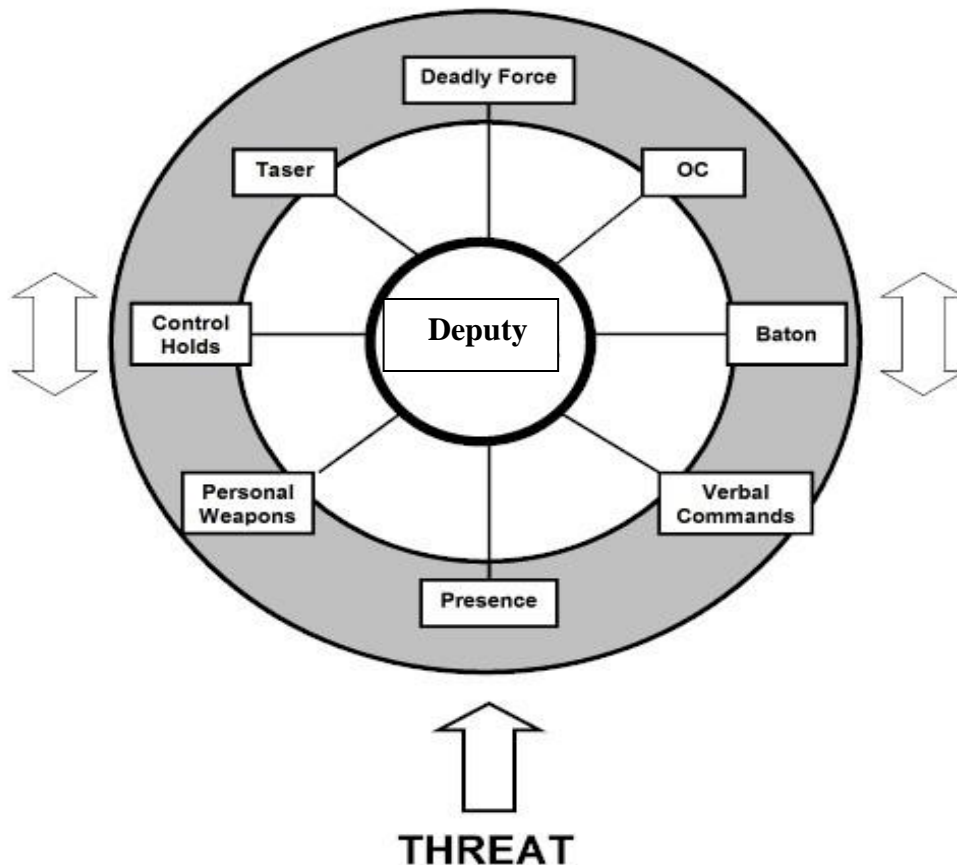 Deadly Force
Taser
OC
Control
Holds
Deputy
Baton
Personal
Weapons
Verbal
Commands
Presence
THREAT